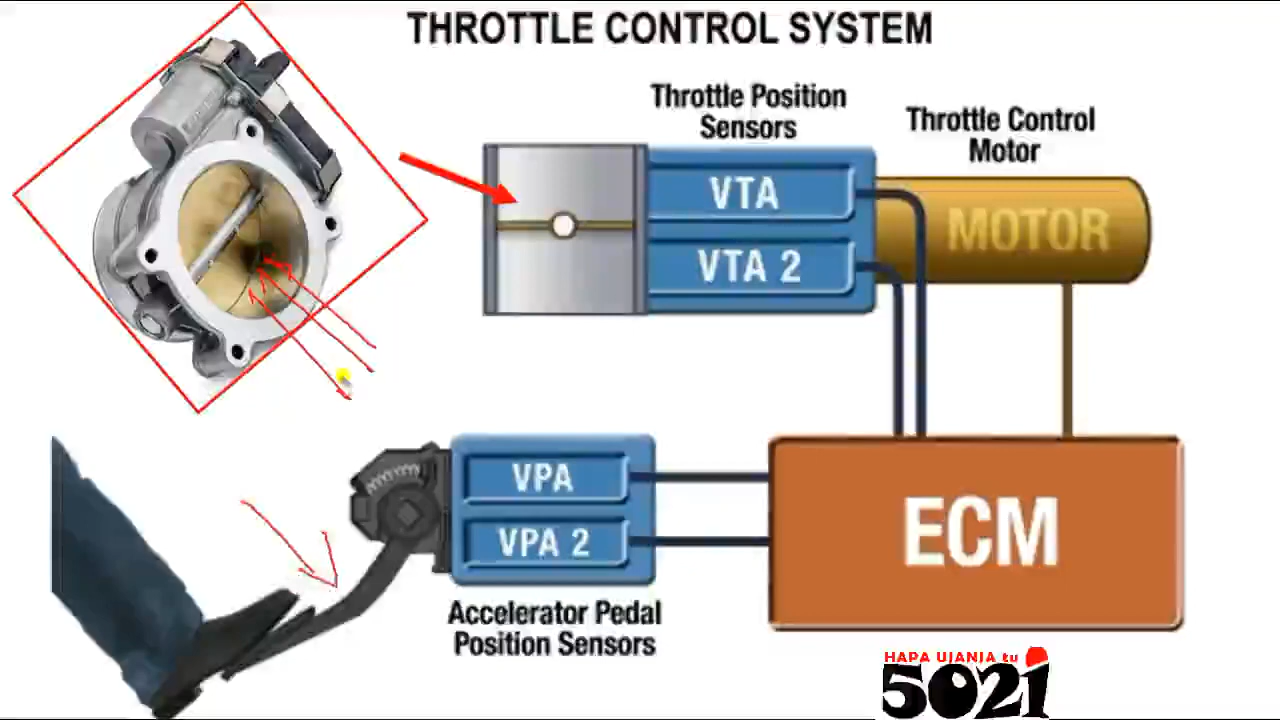 THROTTLE CONTROL SYSTEM
Throttle Position
Sensors
Throttle Control
Motor
VTA
VTA 2
MOTOR
VPA
VPA 2
ECM
Accelerator Pedal
Position Sensors
HAPA UJANJA tu
5021